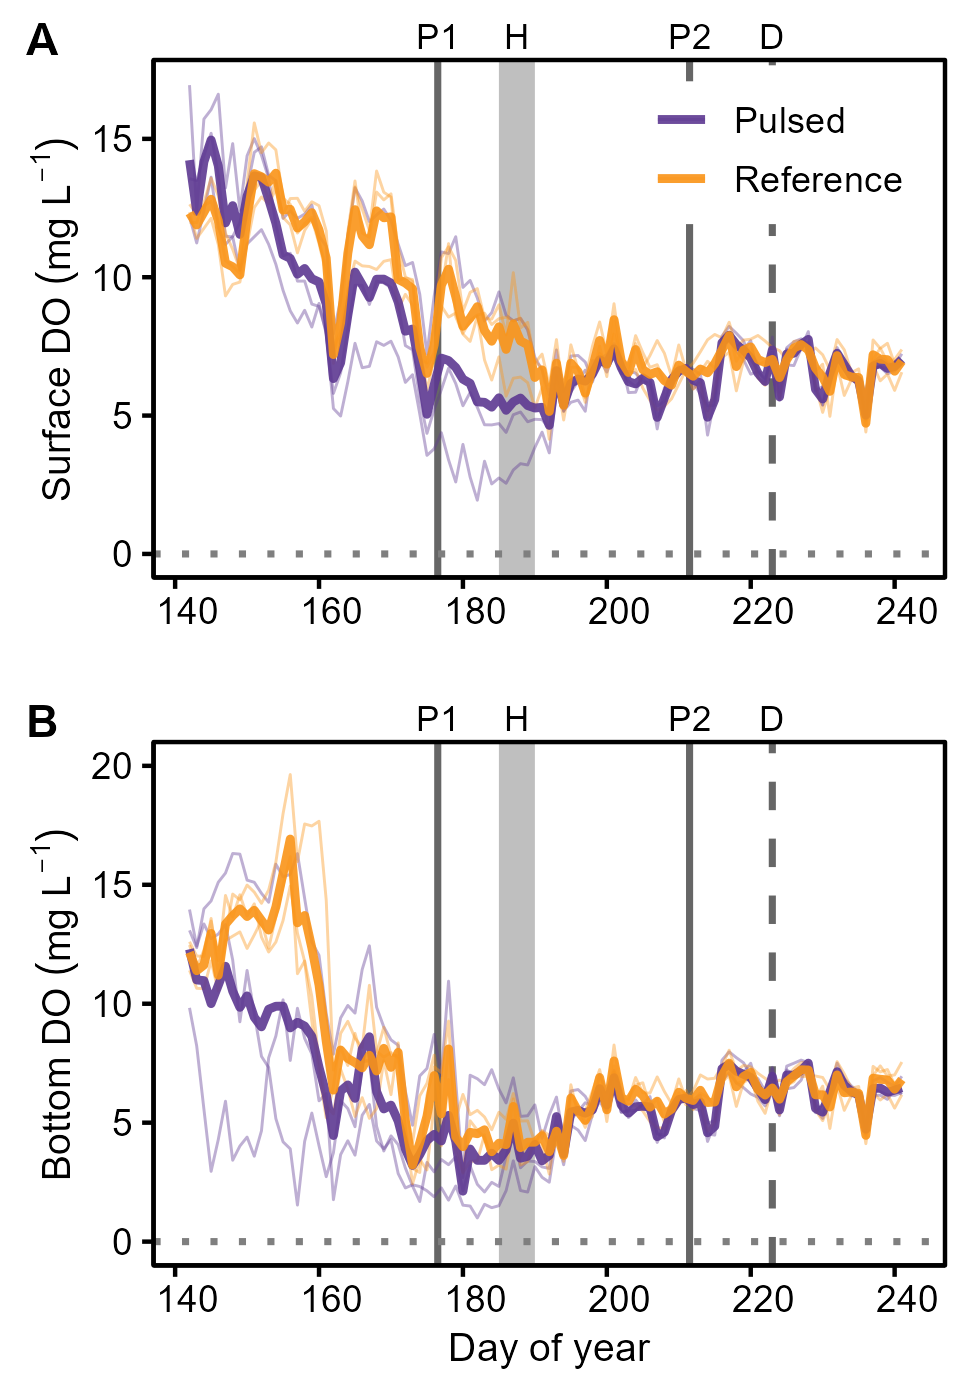 A
P1 H P2 D
Pulsed
Reference
Surface DO (mg L⁻¹)
15
10
5
0
140 160 180 200 220 240
B
P1 H P2 D
Bottom DO (mg L⁻¹)
20
15
10
5
0
140 160 180 200 220 240
Day of year